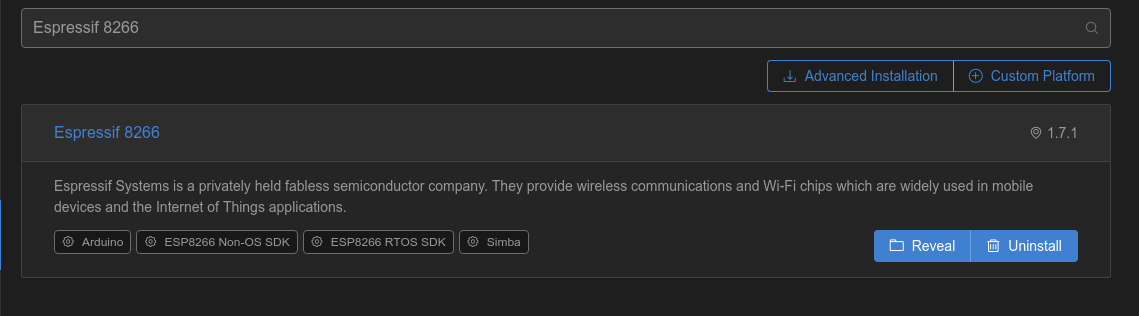 Espressif 8266
Advanced Installation Custom Platform
Espressif 8266 1.7.1
Espressif Systems is a privately held fabless semiconductor company. They provide wireless communications and Wi-Fi chips which are widely used in mobile
devices and the Internet of Things applications.
Arduino ESP8266 Non-OS SDK ESP8266 RTOS SDK Simba Reveal Uninstall